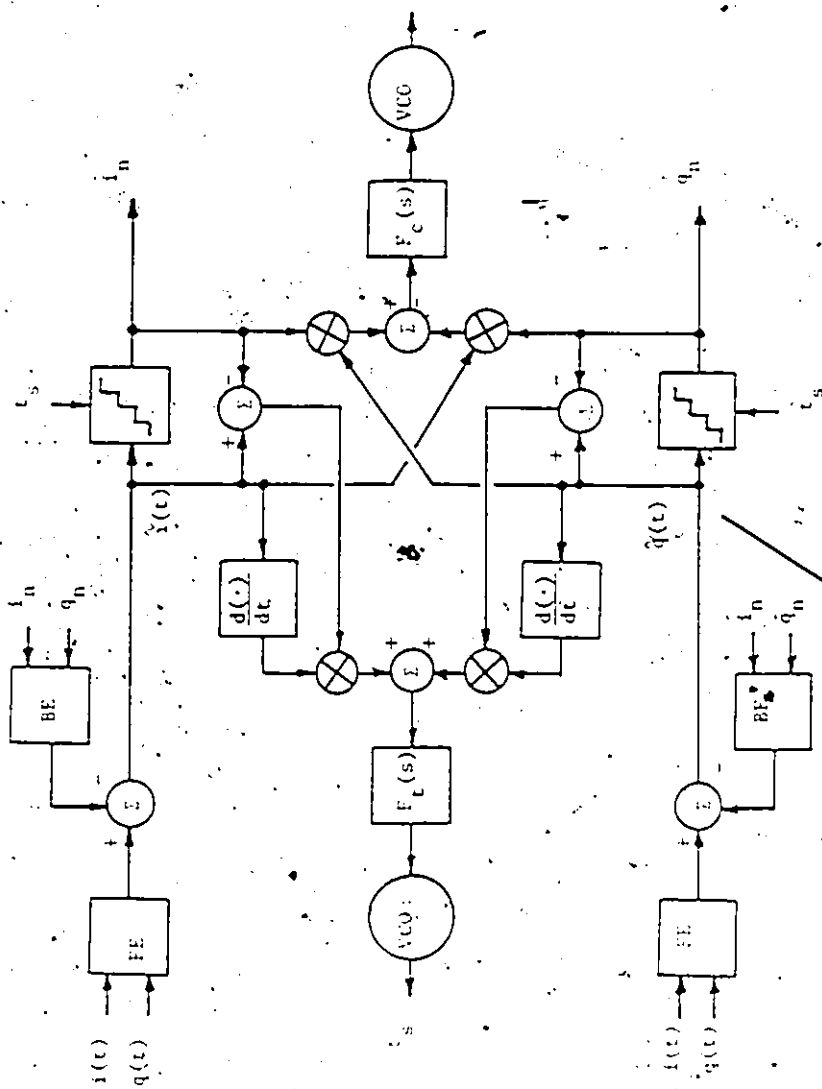 VCO
i_n
q_n
F_c(s)
+
-
Σ
t_s
t_s
-
Σ
+
-
+
î(t)
q̂(t)
d(·)
dt
d(·)
dt
i_n
q_n
BE
i_n
q_n
BE
+
Σ
+
F_t(s)
-
Σ
+
-
Σ
+
FE
VCO
FE
i(t)
q(t)
i(t)
q(t)